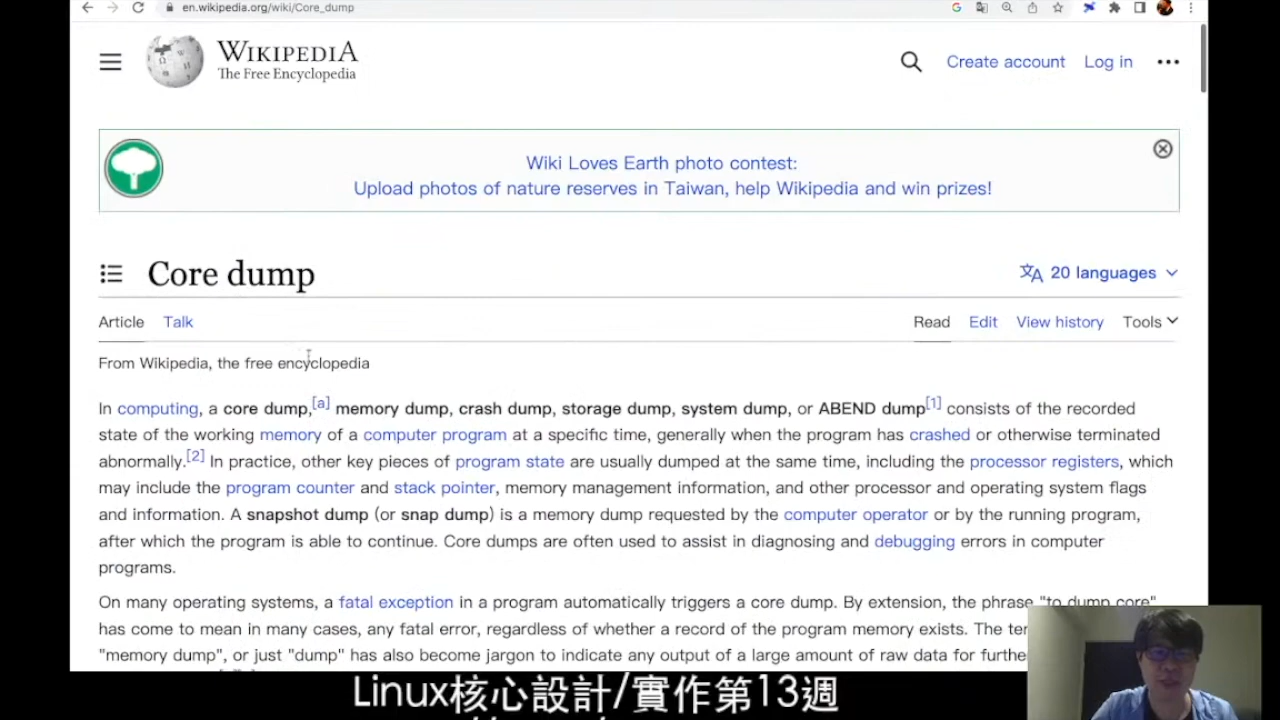 en.wikipedia.org/wiki/Core_dump
WIKIPEDIA
The Free Encyclopedia
Create account
Log in
Wiki Loves Earth photo contest:
Upload photos of nature reserves in Taiwan, help Wikipedia and win prizes!
Core dump
20 languages
Article Talk
Read Edit View history Tools
From Wikipedia, the free encyclopedia
In computing, a core dump,[a] memory dump, crash dump, storage dump, system dump, or ABEND dump[1] consists of the recorded
state of the working memory of a computer program at a specific time, generally when the program has crashed or otherwise terminated
abnormally.[2] In practice, other key pieces of program state are usually dumped at the same time, including the processor registers, which
may include the program counter and stack pointer, memory management information, and other processor and operating system flags
and information. A snapshot dump (or snap dump) is a memory dump requested by the computer operator or by the running program,
after which the program is able to continue. Core dumps are often used to assist in diagnosing and debugging errors in computer
programs.
On many operating systems, a fatal exception in a program automatically triggers a core dump. By extension, the phrase "to dump core"
has come to mean in many cases, any fatal error, regardless of whether a record of the program memory exists. The
"memory dump", or just "dump" has also become jargon to indicate any output of a large amount of raw data for
Linux核心設計/實作第13週